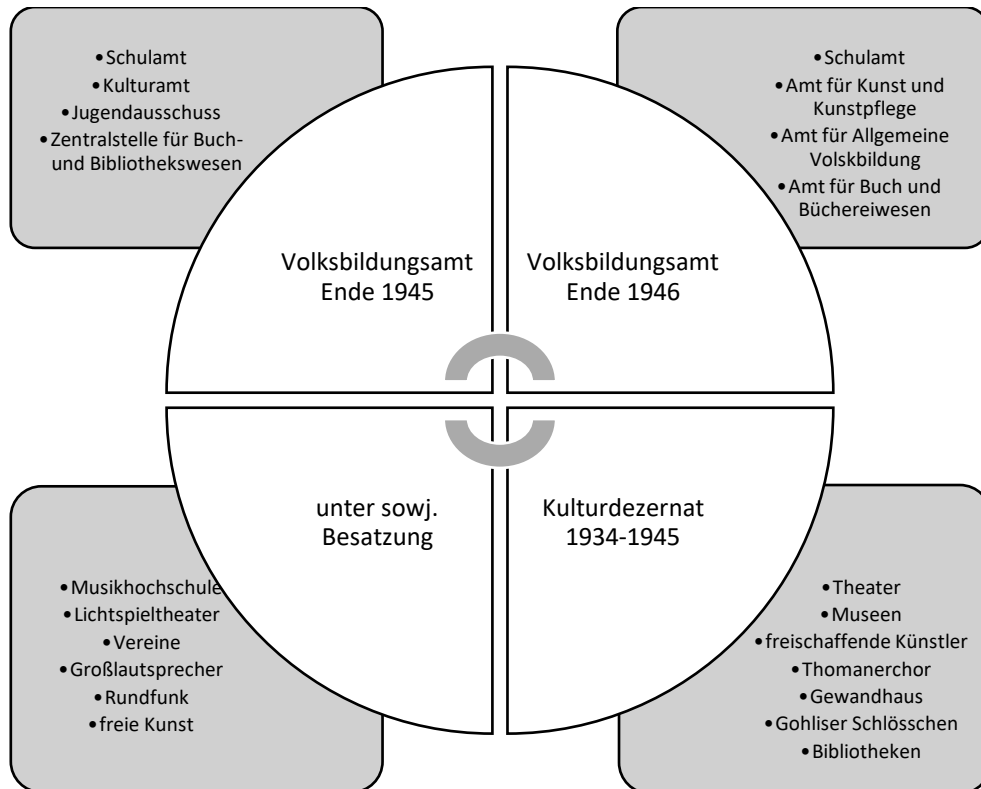 •Schulamt
•Kulturamt
•Jugendausschuss
•Zentralstelle für Buch-
und Bibliothekswesen
•Schulamt
•Amt für Kunst und
Kunstpflege
•Amt für Allgemeine
Volskbildung
•Amt für Buch und
Büchereiwesen
Volksbildungsamt
Ende 1945
Volksbildungsamt
Ende 1946
unter sowj.
Besatzung
Kulturdezernat
1934-1945
•Musikhochschule
•Lichtspieltheater
•Vereine
•Großlautsprecher
•Rundfunk
•freie Kunst
•Theater
•Museen
•freischaffende Künstler
•Thomanerchor
•Gewandhaus
•Gohliser Schlösschen
•Bibliotheken